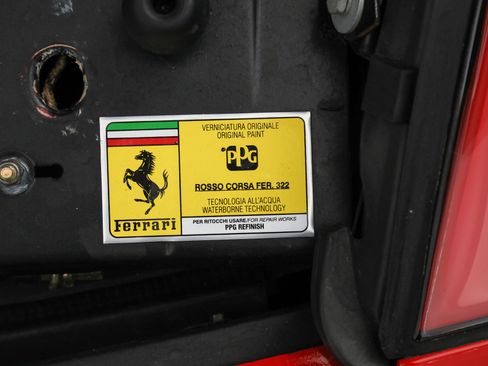 VERNICIATURA ORIGINALE
ORIGINAL PAINT
PPG
ROSSO CORSA FER. 322
TECNOLOGIA ALL'ACQUA
WATERBORNE TECHNOLOGY
Ferrari
PER RITOCCHI USARE/FOR REPAIR WORKS
PPG REFINISH